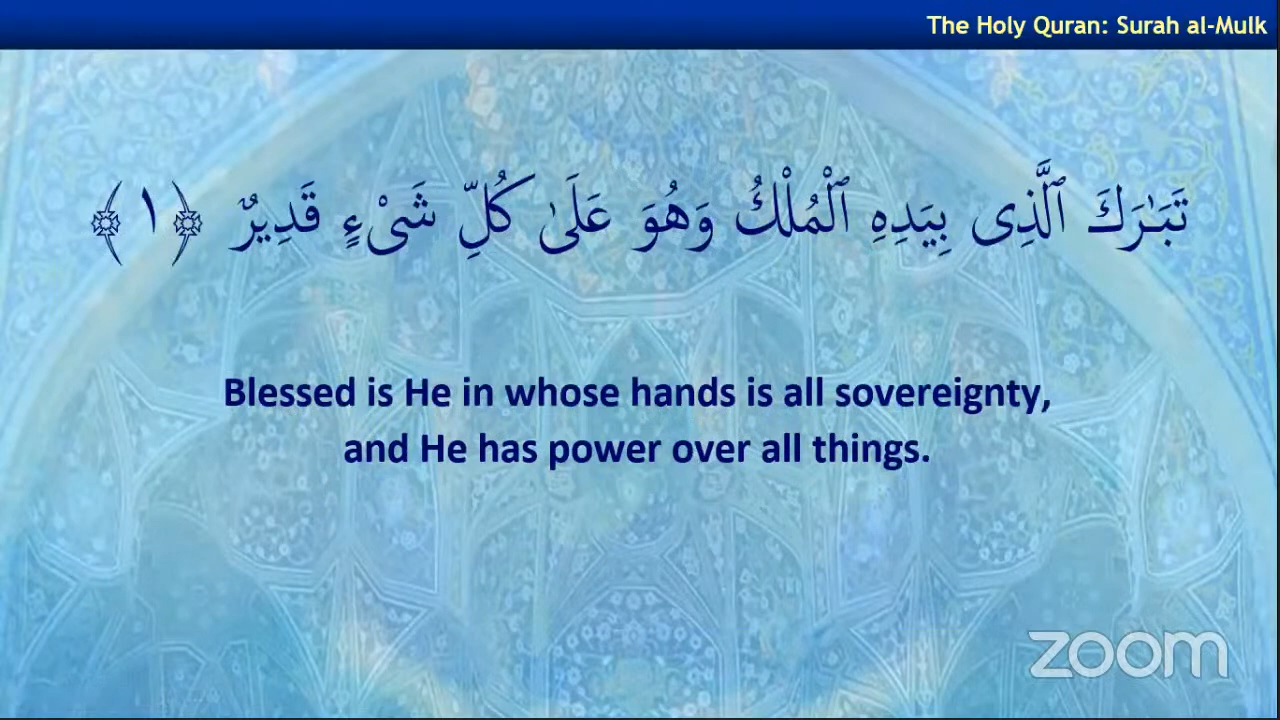 The Holy Quran: Surah al-Mulk
تَبَـٰرَكَ ٱلَّذِى بِيَدِهِ ٱلْمُلْكُ وَهُوَ عَلَىٰ كُلِّ شَىْءٍ قَدِيرٌ ﴿١﴾
Blessed is He in whose hands is all sovereignty,
and He has power over all things.
zoom